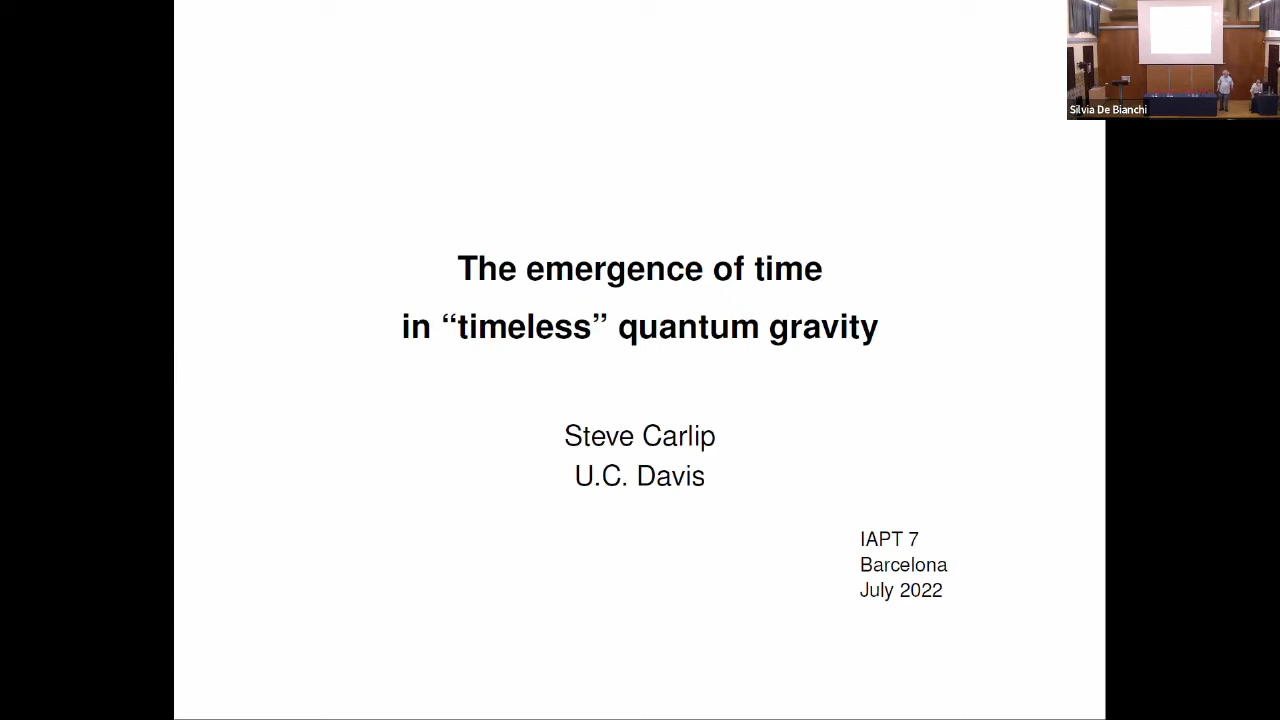 Silvia De Bianchi
The emergence of time
in “timeless” quantum gravity
Steve Carlip
U.C. Davis
IAPT 7
Barcelona
July 2022